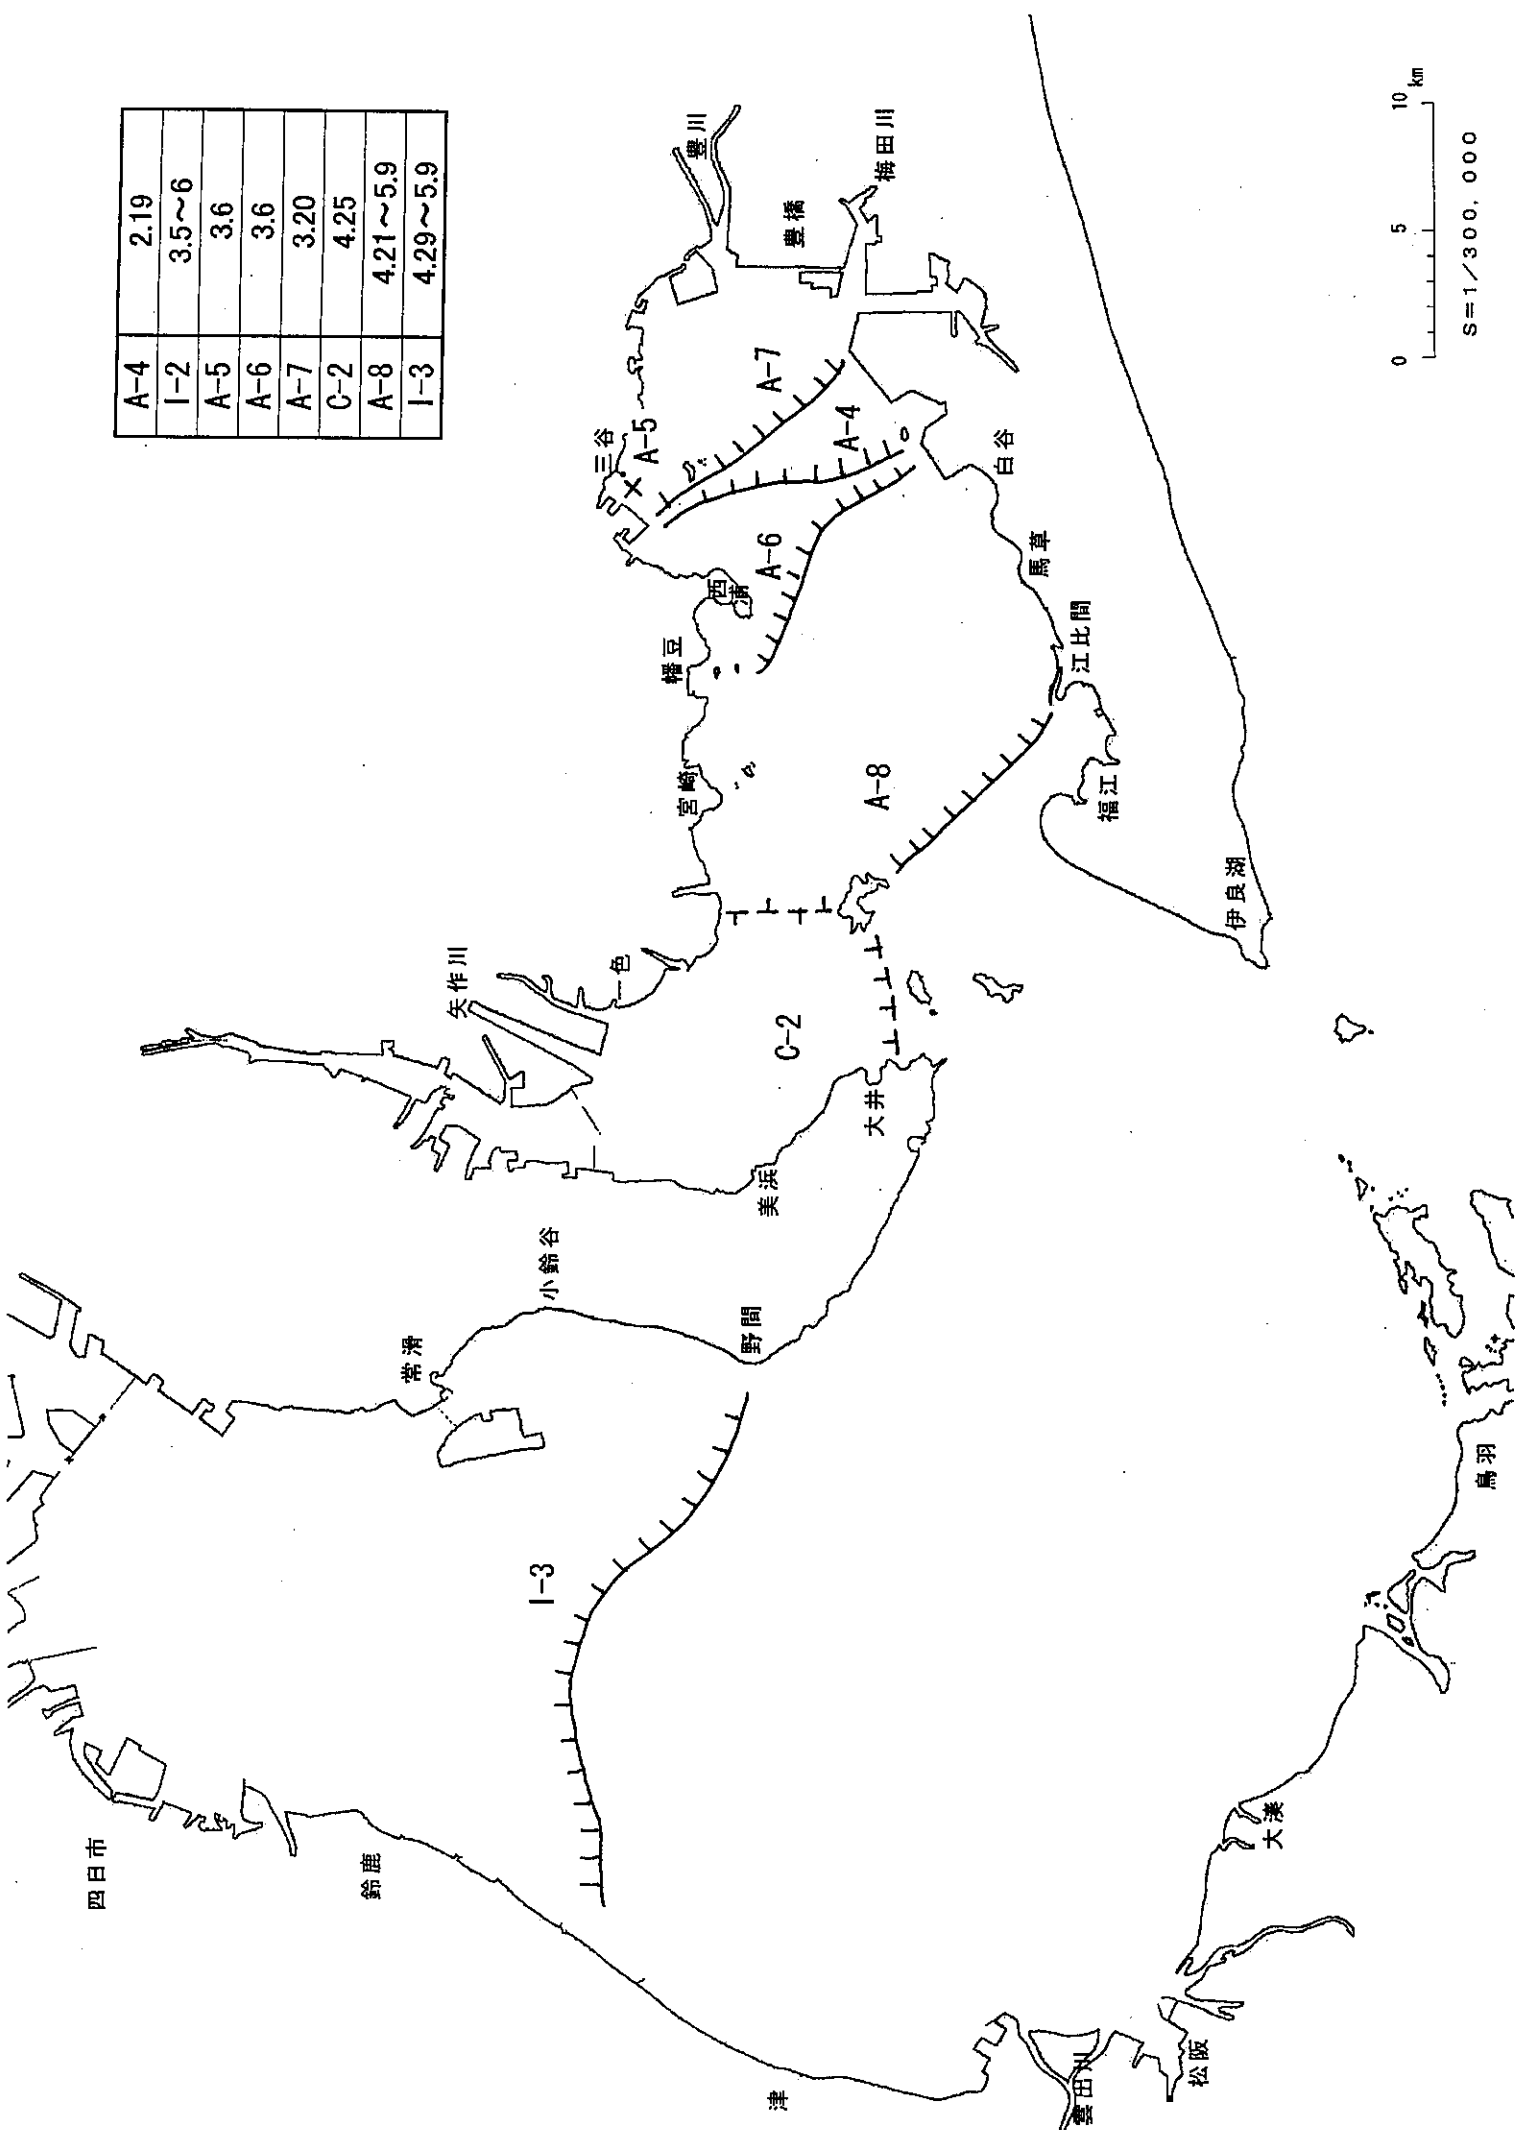 A-4 2.19
I-2 3.5~6
A-5 3.6
A-6 3.6
A-7 3.20
C-2 4.25
A-8 4.21~5.9
I-3 4.29~5.9
四日市
鈴鹿
津
雲出川
松阪
大湊
鳥羽
常滑
小鈴谷
野間
美浜
大井
矢作川
一色
宮崎
幡豆
西浦
三谷
豊川
豊橋
梅田川
白谷
馬草
江比間
福江
伊良湖
I-3
C-2
A-8
A-6
A-5
A-4
A-7
0 5 10 km
S=1/300,000